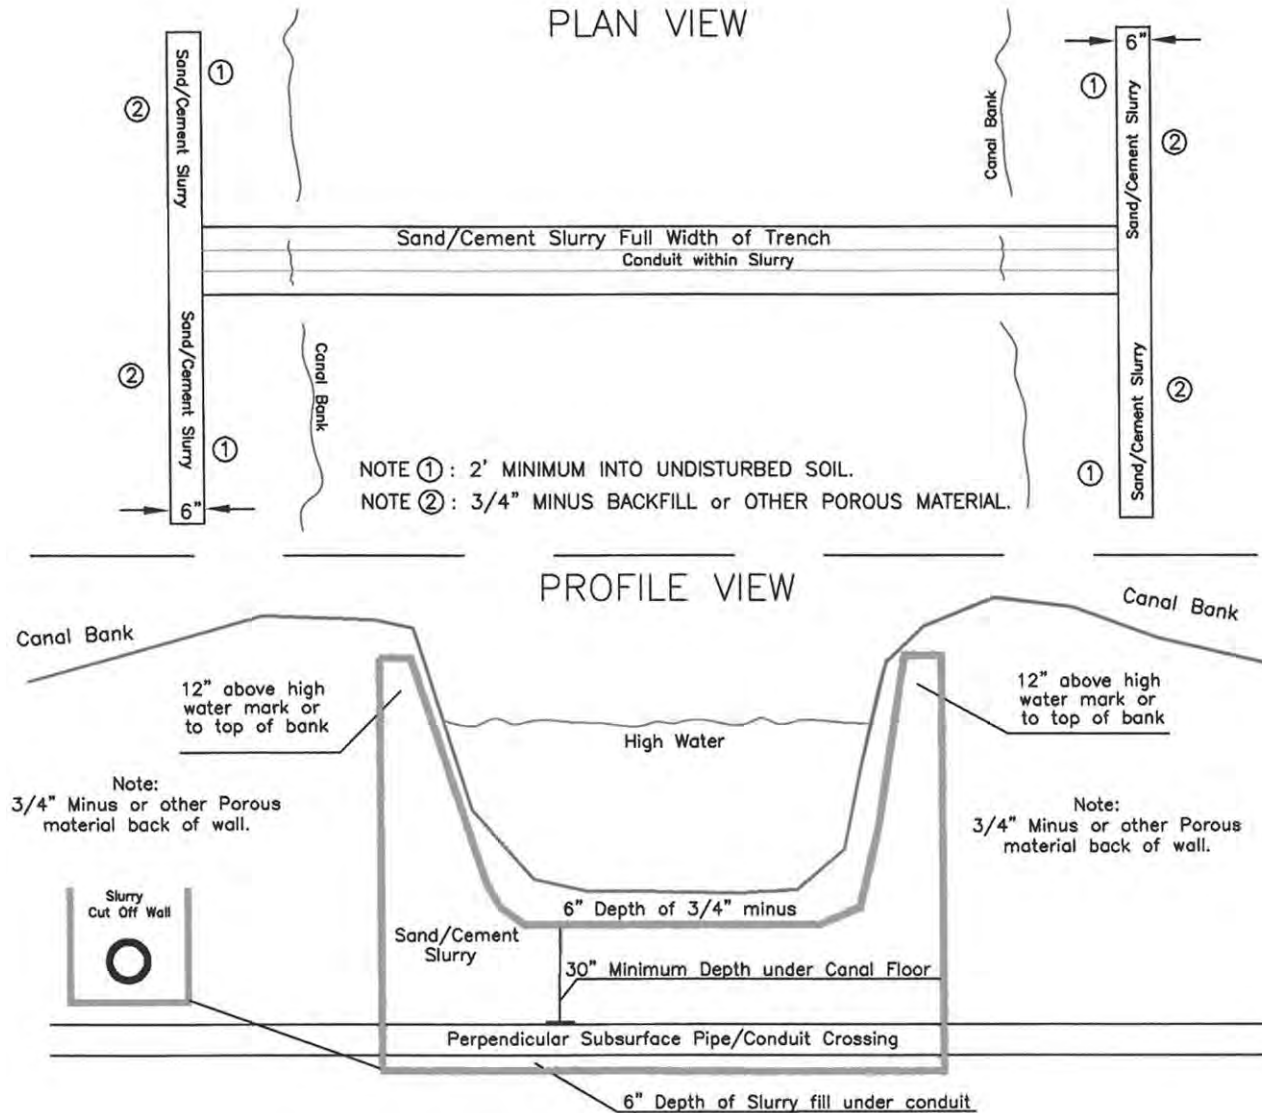 PLAN VIEW
6"
Sand/Cement Slurry
①
②
Canal Bank
①
Sand/Cement Slurry
②
Sand/Cement Slurry Full Width of Trench
Conduit within Slurry
Sand/Cement Slurry
②
①
6"
Canal Bank
Sand/Cement Slurry
②
①
NOTE ① : 2' MINIMUM INTO UNDISTURBED SOIL.
NOTE ② : 3/4" MINUS BACKFILL or OTHER POROUS MATERIAL.
PROFILE VIEW
Canal Bank
Canal Bank
12" above high
water mark or
to top of bank
12" above high
water mark or
to top of bank
High Water
Note:
3/4" Minus or other Porous
material back of wall.
Note:
3/4" Minus or other Porous
material back of wall.
Slurry
Cut Off Wall
6" Depth of 3/4" minus
Sand/Cement
Slurry
30" Minimum Depth under Canal Floor
Perpendicular Subsurface Pipe/Conduit Crossing
6" Depth of Slurry fill under conduit